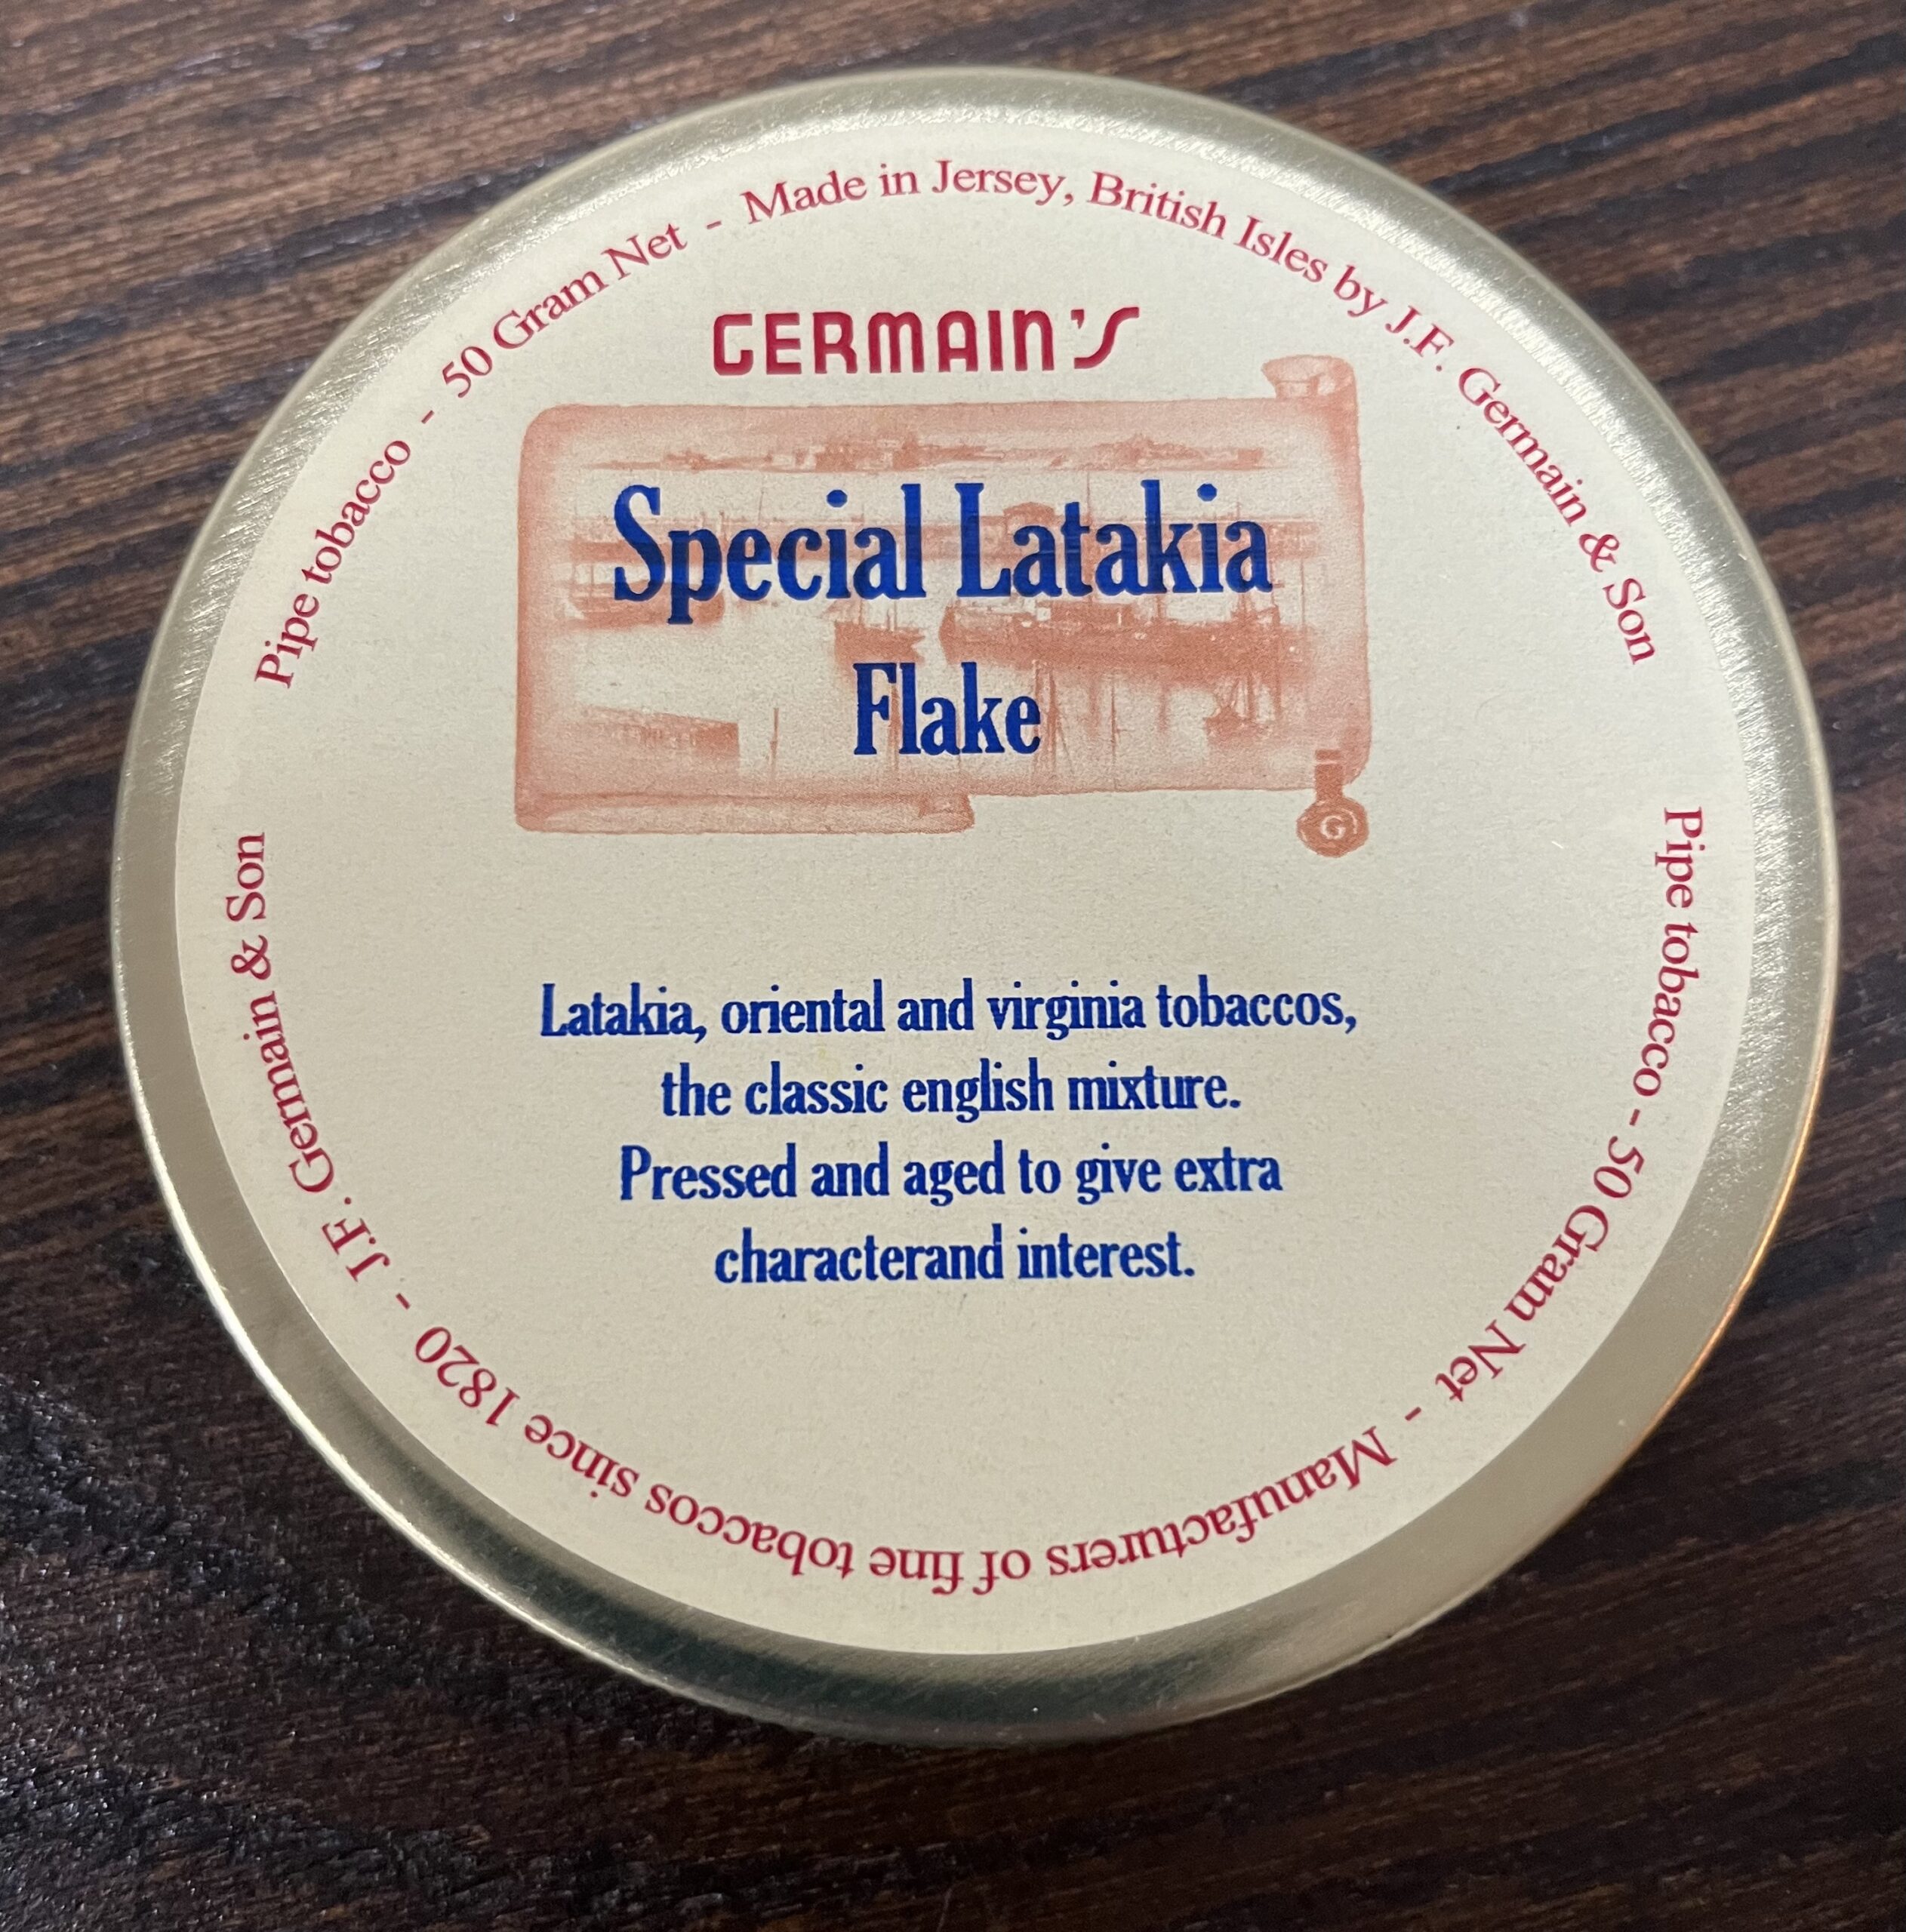 Pipe tobacco - 50 Gram Net - Made in Jersey, British Isles by J.F. Germain & Son
GERMAIN'S
Special Latakia
Flake
G
Latakia, oriental and virginia tobaccos,
the classic english mixture.
Pressed and aged to give extra
characterand interest.
Pipe tobacco - 50 Gram Net - Manufacturers of fine tobaccos since 1820 - J.F. Germain & Son